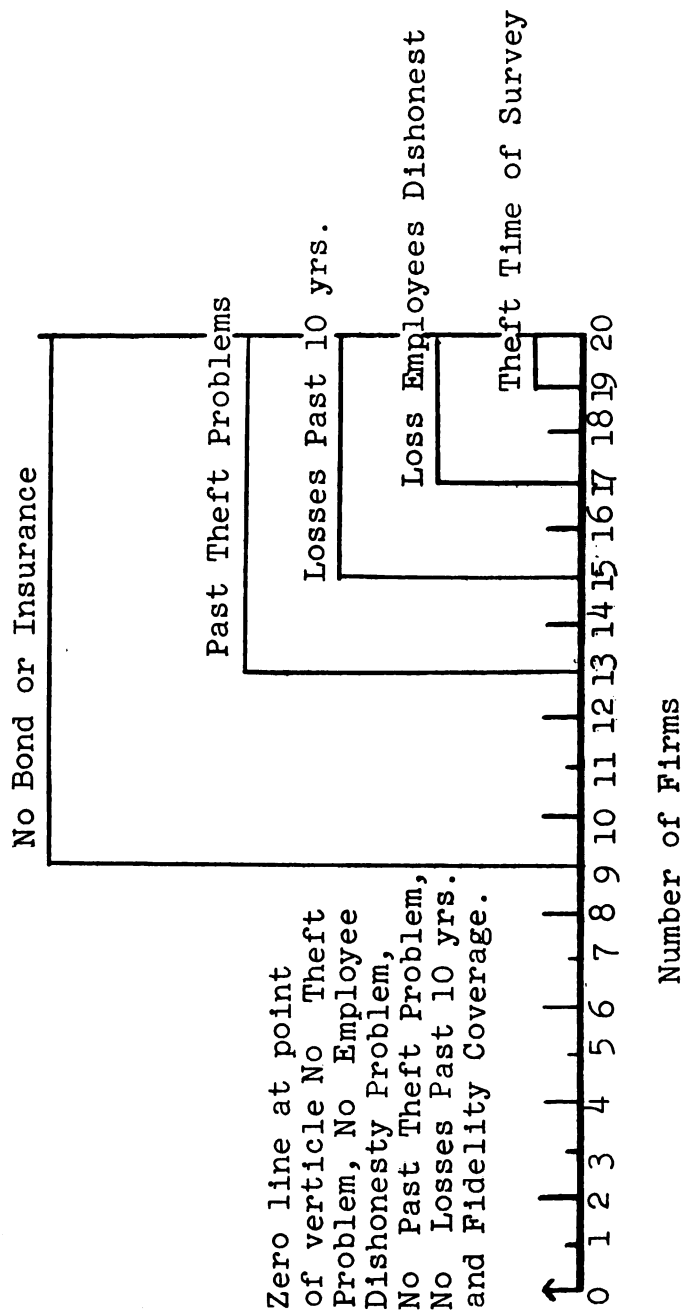 No Bond or Insurance
Past Theft Problems
Losses Past 10 yrs.
Loss Employees Dishonest
Theft Time of Survey
Zero line at point
of verticle No Theft
Problem, No Employee
Dishonesty Problem,
No Past Theft Problem,
No Losses Past 10 yrs.
and Fidelity Coverage.
0 1 2 3 4 5 6 7 8 9 10 11 12 13 14 15 16 17 18 19 20
Number of Firms